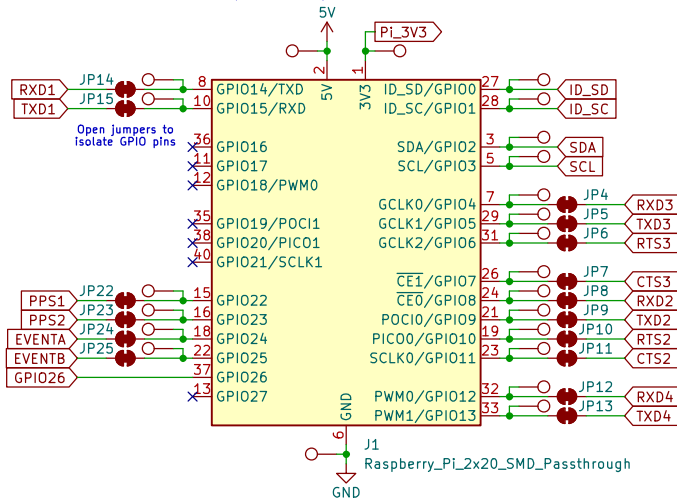 5V
Pi_3V3
2
1
5V
3V3
RXD1 JP14 8 GPIO14/TXD
TXD1 JP15 10 GPIO15/RXD
Open jumpers to
isolate GPIO pins
36 GPIO16
11 GPIO17
12 GPIO18/PWM0
35 GPIO19/POCI1
38 GPIO20/PICO1
40 GPIO21/SCLK1
PPS1 JP22 15 GPIO22
PPS2 JP23 16 GPIO23
EVENTA JP24 18 GPIO24
EVENTB JP25 22 GPIO25
GPIO26 37 GPIO26
13 GPIO27
ID_SD/GPIO0 27 ID_SD
ID_SC/GPIO1 28 ID_SC
SDA/GPIO2 3 SDA
SCL/GPIO3 5 SCL
GCLK0/GPIO4 7 JP4 RXD3
GCLK1/GPIO5 29 JP5 TXD3
GCLK2/GPIO6 31 JP6 RTS3
CE1/GPIO7 26 JP7 CTS3
CE0/GPIO8 24 JP8 RXD2
POCI0/GPIO9 21 JP9 TXD2
PICO0/GPIO10 19 JP10 RTS2
SCLK0/GPIO11 23 JP11 CTS2
PWM0/GPIO12 32 JP12 RXD4
PWM1/GPIO13 33 JP13 TXD4
GND
6
J1
Raspberry_Pi_2x20_SMD_Passthrough
GND